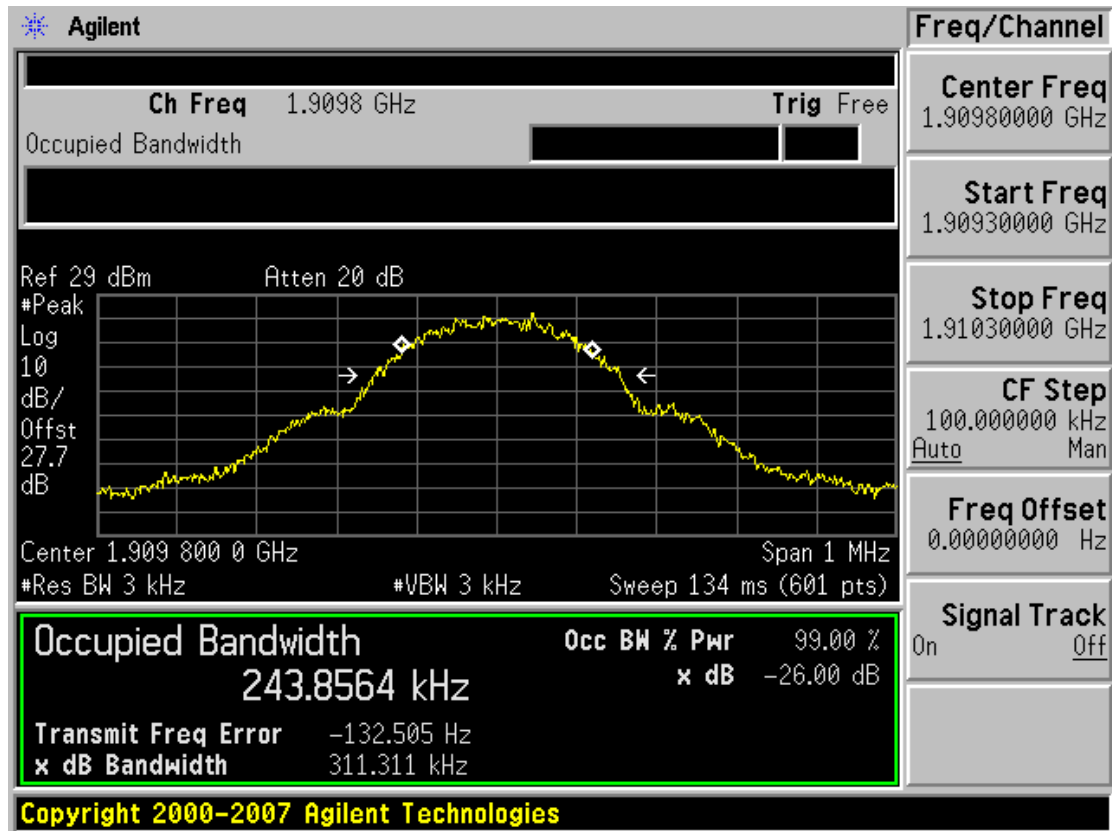 Agilent
Freq/Channel
Ch Freq 1.9098 GHz Trig Free
Occupied Bandwidth
Center Freq
1.90980000 GHz
Start Freq
1.90930000 GHz
Stop Freq
1.91030000 GHz
CF Step
100.000000 kHz
Auto Man
Freq Offset
0.00000000 Hz
Signal Track
On Off
Ref 29 dBm Atten 20 dB
#Peak
Log
10
dB/
Offst
27.7
dB
Center 1.909 800 0 GHz Span 1 MHz
#Res BW 3 kHz #VBW 3 kHz Sweep 134 ms (601 pts)
Occupied Bandwidth
243.8564 kHz
Occ BW % Pwr 99.00 %
x dB -26.00 dB
Transmit Freq Error -132.505 Hz
x dB Bandwidth 311.311 kHz
Copyright 2000-2007 Agilent Technologies